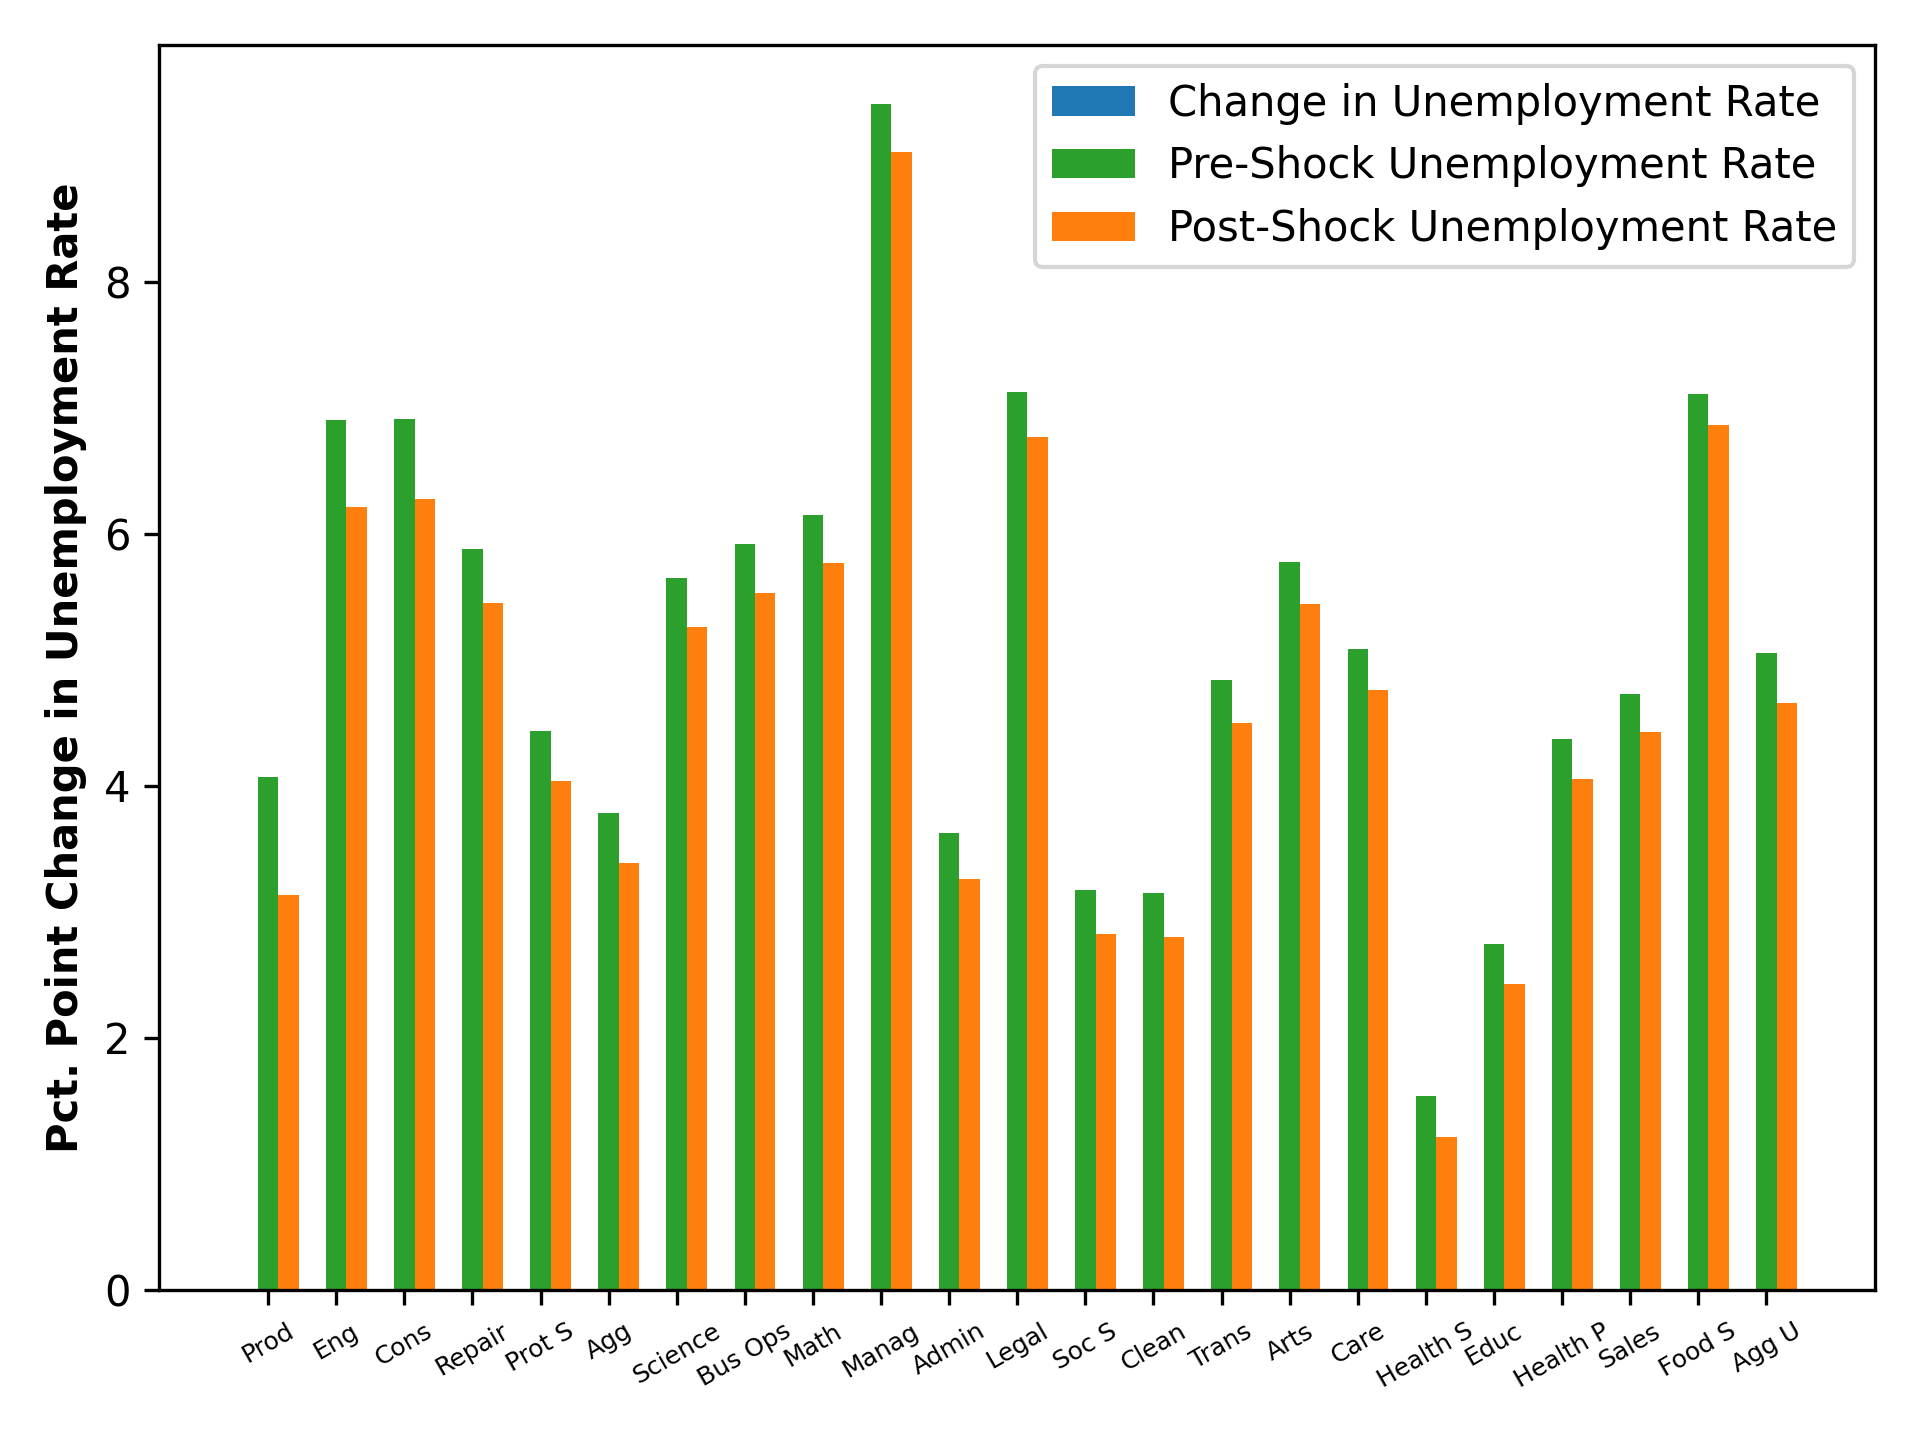 Change in Unemployment Rate
Pre-Shock Unemployment Rate
Post-Shock Unemployment Rate
Pct. Point Change in Unemployment Rate
8
6
4
2
0
Prod
Eng
Cons
Repair
Prot S
Agg
Science
Bus Ops
Math
Manag
Admin
Legal
Soc S
Clean
Trans
Arts
Care
Health S
Educ
Health P
Sales
Food S
Agg U